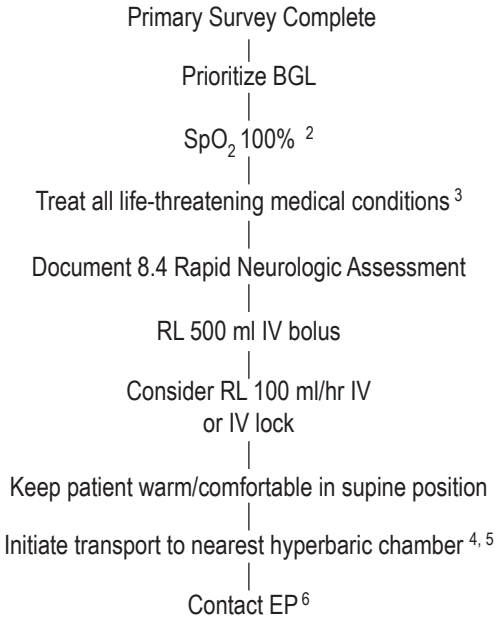 Primary Survey Complete
Prioritize BGL
SpO₂ 100% ²
Treat all life-threatening medical conditions ³
Document 8.4 Rapid Neurologic Assessment
RL 500 ml IV bolus
Consider RL 100 ml/hr IV
or IV lock
Keep patient warm/comfortable in supine position
Initiate transport to nearest hyperbaric chamber ⁴, ⁵
Contact EP ⁶